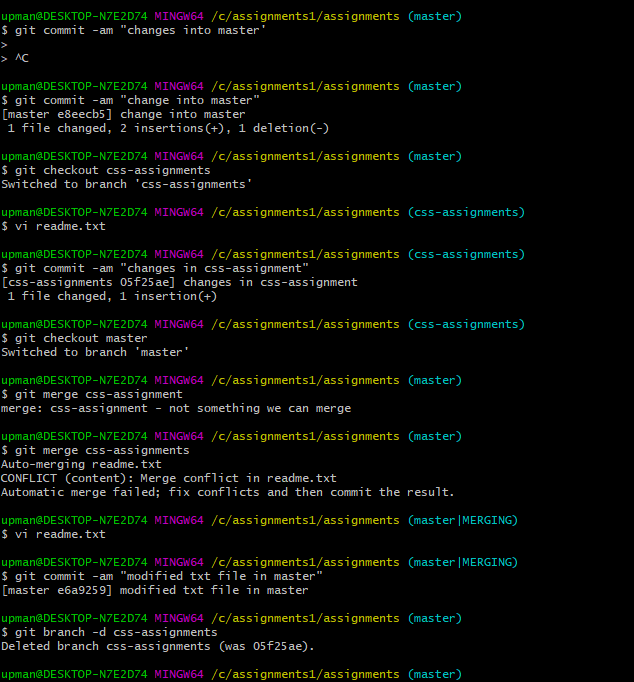 upman@DESKTOP-N7E2D74 MINGW64 /c/assignments1/assignments (master)
$ git commit -am "changes into master'
>
> ^C
upman@DESKTOP-N7E2D74 MINGW64 /c/assignments1/assignments (master)
$ git commit -am "change into master"
[master e8eecb5] change into master
 1 file changed, 2 insertions(+), 1 deletion(-)
upman@DESKTOP-N7E2D74 MINGW64 /c/assignments1/assignments (master)
$ git checkout css-assignments
Switched to branch 'css-assignments'
upman@DESKTOP-N7E2D74 MINGW64 /c/assignments1/assignments (css-assignments)
$ vi readme.txt
upman@DESKTOP-N7E2D74 MINGW64 /c/assignments1/assignments (css-assignments)
$ git commit -am "changes in css-assignment"
[css-assignments 05f25ae] changes in css-assignment
 1 file changed, 1 insertion(+)
upman@DESKTOP-N7E2D74 MINGW64 /c/assignments1/assignments (css-assignments)
$ git checkout master
Switched to branch 'master'
upman@DESKTOP-N7E2D74 MINGW64 /c/assignments1/assignments (master)
$ git merge css-assignment
merge: css-assignment - not something we can merge
upman@DESKTOP-N7E2D74 MINGW64 /c/assignments1/assignments (master)
$ git merge css-assignments
Auto-merging readme.txt
CONFLICT (content): Merge conflict in readme.txt
Automatic merge failed; fix conflicts and then commit the result.
upman@DESKTOP-N7E2D74 MINGW64 /c/assignments1/assignments (master|MERGING)
$ vi readme.txt
upman@DESKTOP-N7E2D74 MINGW64 /c/assignments1/assignments (master|MERGING)
$ git commit -am "modified txt file in master"
[master e6a9259] modified txt file in master
upman@DESKTOP-N7E2D74 MINGW64 /c/assignments1/assignments (master)
$ git branch -d css-assignments
Deleted branch css-assignments (was 05f25ae).
upman@DESKTOP-N7E2D74 MINGW64 /c/assignments1/assignments (master)